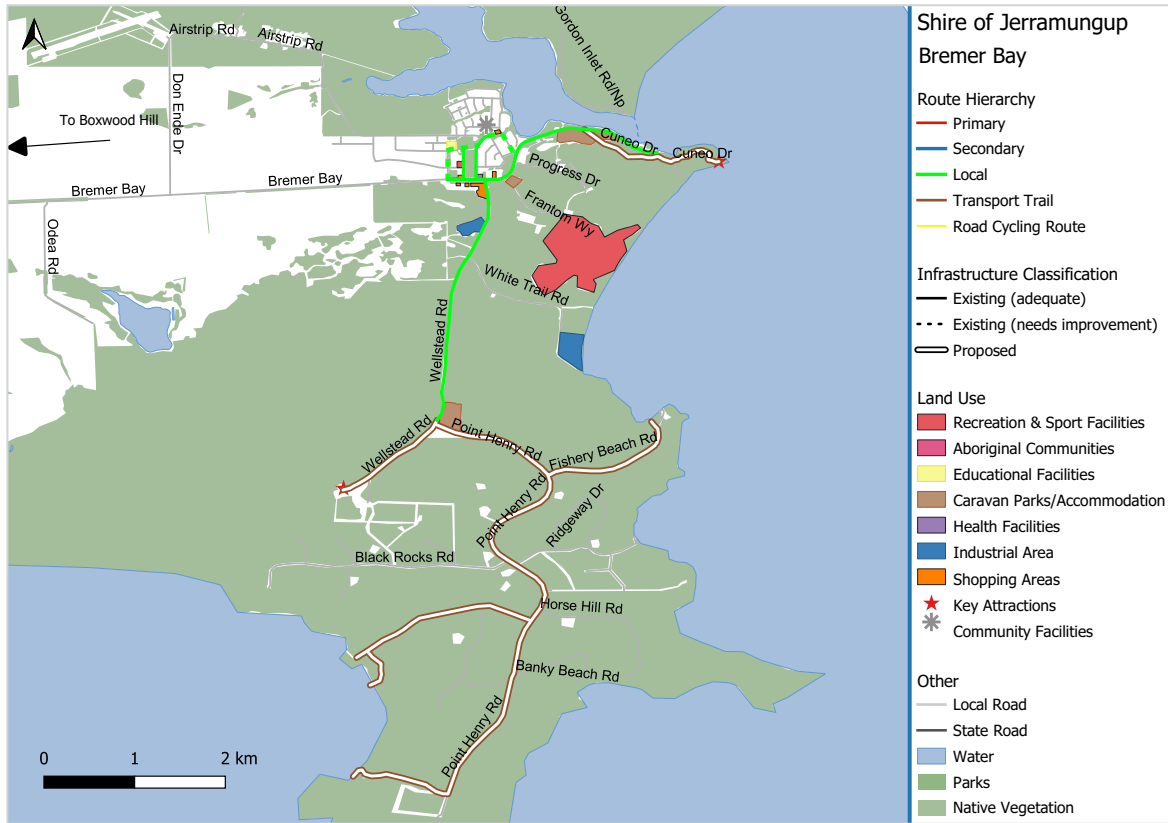 Airstrip Rd
Airstrip Rd
Gordon Inlet Rd/Np
Don Ende Dr
To Boxwood Hill
Cuneo Dr
Cuneo Dr
Progress Dr
Bremer Bay
Bremer Bay
Frantom Wy
Odea Rd
White Trail Rd
Wellstead Rd
Wellstead Rd
Point Henry Rd
Fishery Beach Rd
Point Henry Rd
Ridgeway Dr
Black Rocks Rd
Horse Hill Rd
Banky Beach Rd
Point Henry Rd
0 1 2 km
Shire of Jerramungup
Bremer Bay
Route Hierarchy
Primary
Secondary
Local
Transport Trail
Road Cycling Route
Infrastructure Classification
Existing (adequate)
Existing (needs improvement)
Proposed
Land Use
Recreation & Sport Facilities
Aboriginal Communities
Educational Facilities
Caravan Parks/Accommodation
Health Facilities
Industrial Area
Shopping Areas
Key Attractions
Community Facilities
Other
Local Road
State Road
Water
Parks
Native Vegetation